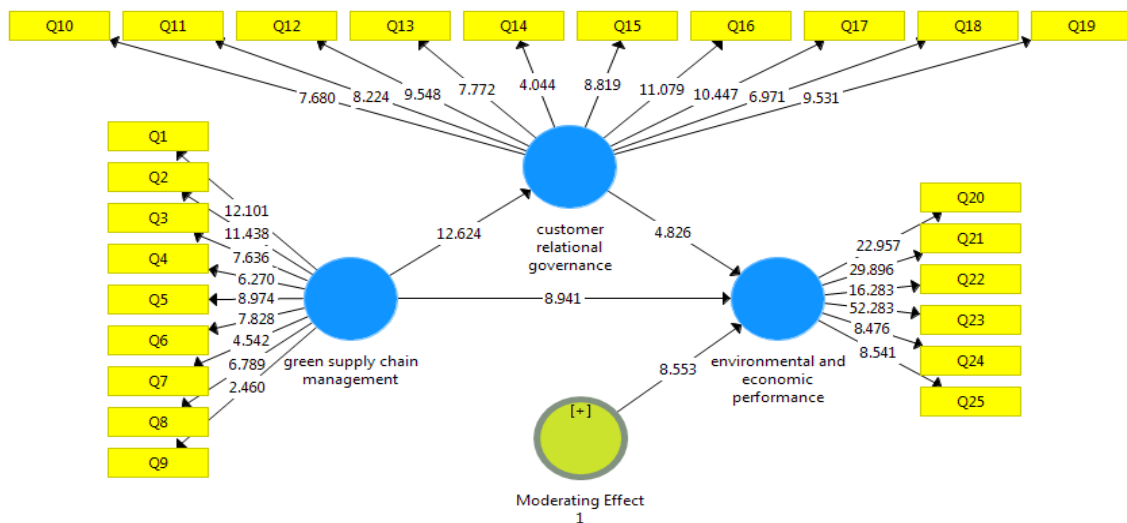 Q10
Q11
Q12
Q13
Q14
Q15
Q16
Q17
Q18
Q19
7.680
8.224
9.548
7.772
4.044
8.819
11.079
10.447
6.971
9.531
Q1
Q2
Q3
Q4
Q5
Q6
Q7
Q8
Q9
12.101
11.438
7.636
6.270
8.974
7.828
4.542
6.789
2.460
green supply chain
management
12.624
customer
relational
governance
4.826
8.941
8.553
[+]
Moderating Effect
1
environmental and
economic
performance
22.957
29.896
16.283
52.283
8.476
8.541
Q20
Q21
Q22
Q23
Q24
Q25